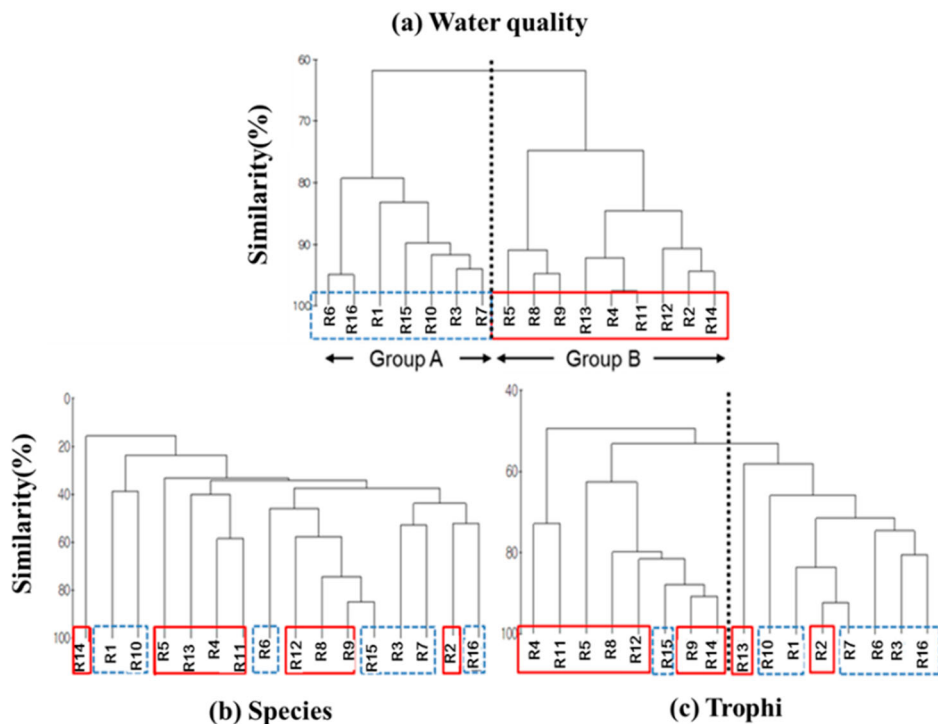 (a) Water quality
Similarity(%)
60
70
80
90
100
R6 R16 R1 R15 R10 R3 R7 R5 R8 R9 R13 R4 R11 R12 R2 R14
Group A Group B
Similarity(%)
0
20
40
60
80
100
R14 R1 R10 R5 R13 R4 R11 R6 R12 R8 R9 R15 R3 R7 R2 R16
(b) Species
40
60
80
100
R4 R11 R5 R8 R12 R15 R9 R14 R13 R10 R1 R2 R7 R6 R3 R16
(c) Trophi